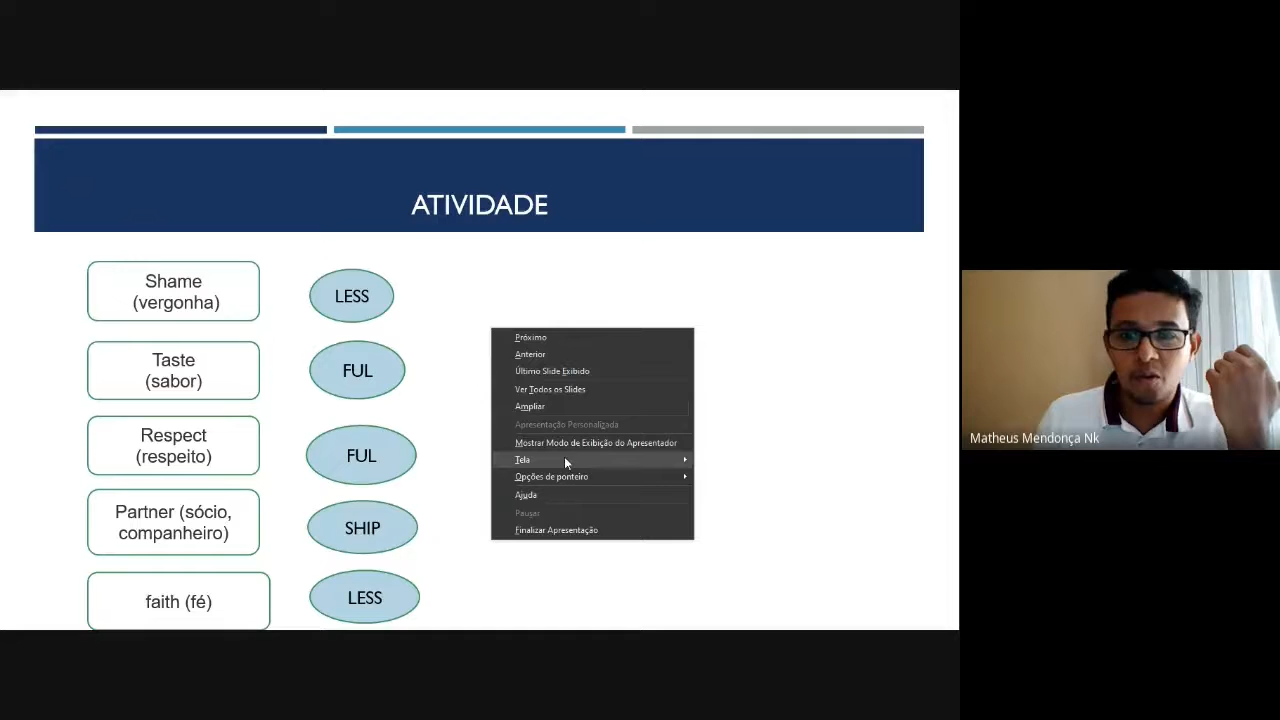 ATIVIDADE
Shame
(vergonha)
LESS
Taste
(sabor)
FUL
Respect
(respeito)
FUL
Partner (sócio,
companheiro)
SHIP
faith (fé)
LESS
Próximo
Anterior
Último Slide Exibido
Ver Todos os Slides
Ampliar
Apresentação Personalizada
Mostrar Modo de Exibição do Apresentador
Tela
Opções de ponteiro
Ajuda
Pausar
Finalizar Apresentação
Matheus Mendonça Nk